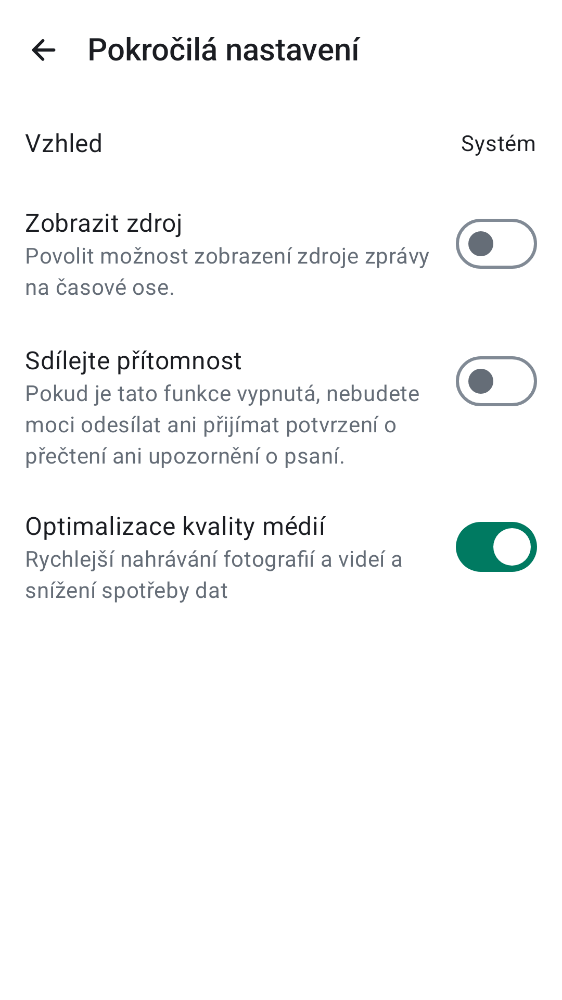 Pokročilá nastavení
Vzhled
Systém
Zobrazit zdroj
Povolit možnost zobrazení zdroje zprávy
na časové ose.
Sdílejte přítomnost
Pokud je tato funkce vypnutá, nebudete
moci odesílat ani přijímat potvrzení o
přečtení ani upozornění o psaní.
Optimalizace kvality médií
Rychlejší nahrávání fotografií a videí a
snížení spotřeby dat